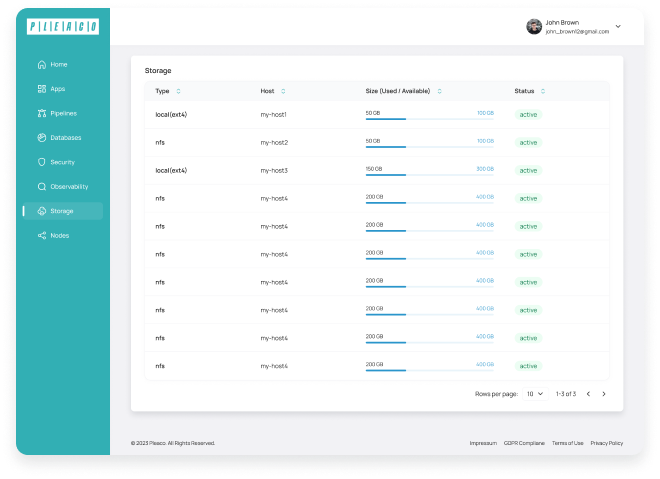 PLEACO
John Brown
john_brown12@gmail.com
Home
Apps
Pipelines
Databases
Security
Observability
Storage
Nodes
Storage
Type Host Size (Used / Available) Status
local(ext4) my-host1 50 GB 100 GB active
nfs my-host2 50 GB 100 GB active
local(ext4) my-host3 150 GB 300 GB active
nfs my-host4 200 GB 400 GB active
nfs my-host4 200 GB 400 GB active
nfs my-host4 200 GB 400 GB active
nfs my-host4 200 GB 400 GB active
nfs my-host4 200 GB 400 GB active
nfs my-host4 200 GB 400 GB active
nfs my-host4 200 GB 400 GB active
Rows per page: 10 1-3 of 3
© 2023 Pleaco. All Rights Reserved.
Impressum GDPR Compliane Terms of Use Privacy Policy